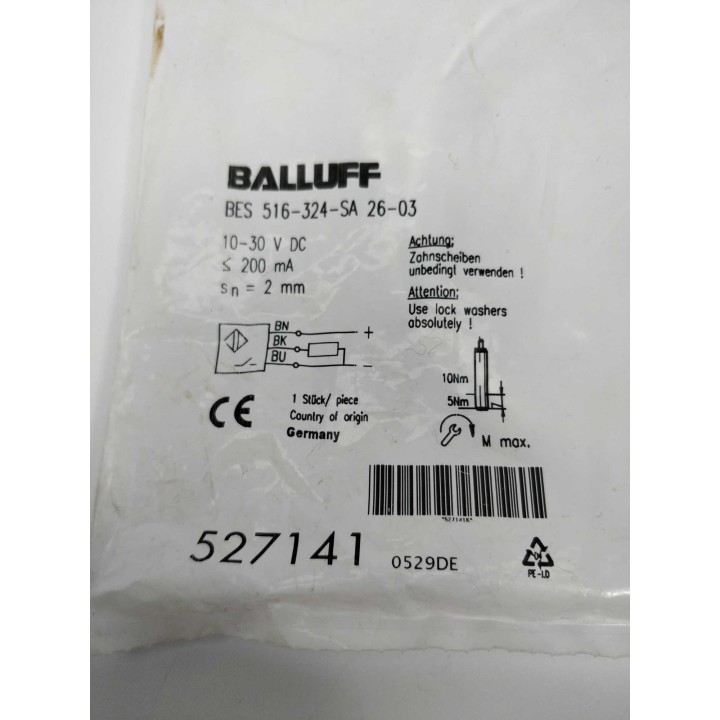 BALLUFF
BES 516-324-SA 26-03
10-30 V DC
≤ 200 mA
sn = 2 mm
Achtung:
Zahnscheiben
unbedingt verwenden !
Attention:
Use lock washers
absolutely !
BN
+
BK
BU
-
10Nm
5Nm
M max.
CE
1 Stück/ piece
Country of origin
Germany
*527141K*
527141
0529DE
04
PE-LD